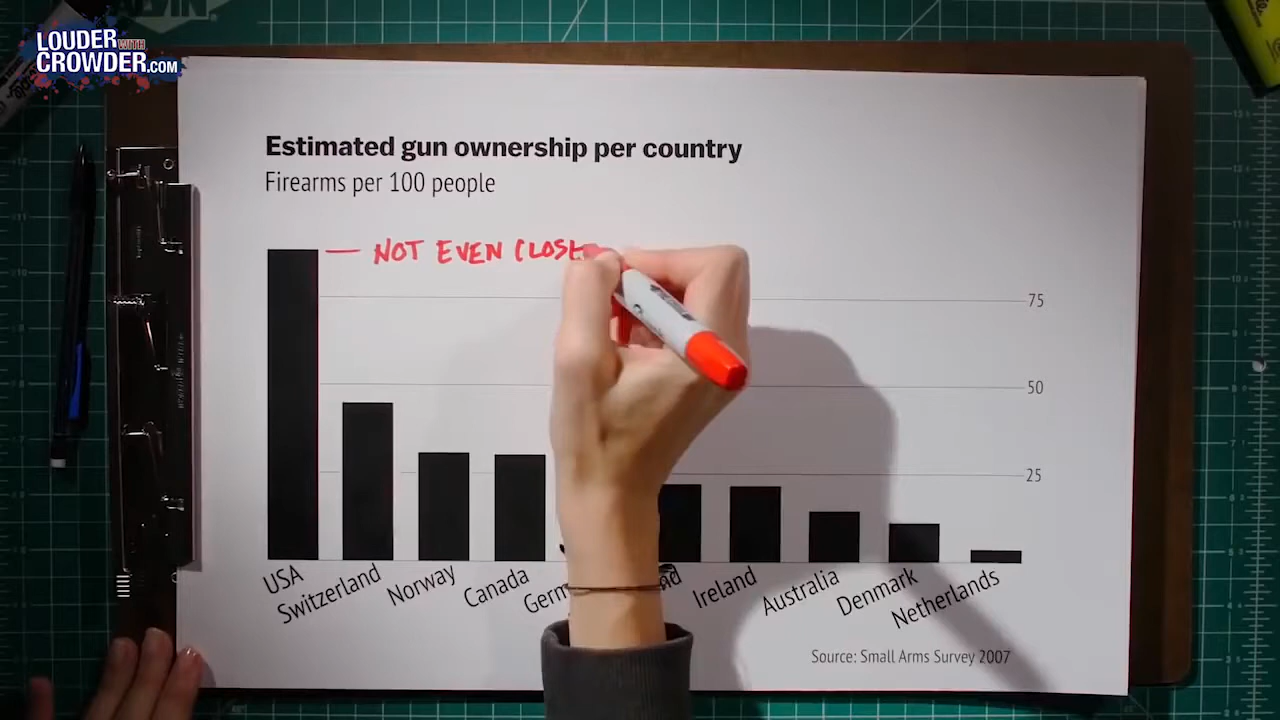 LOUDER WITH
CROWDER.COM
Estimated gun ownership per country
Firearms per 100 people
NOT EVEN CLOSE
75
50
25
USA
Switzerland
Norway
Canada
Germ
Ireland
Australia
Denmark
Netherlands
Source: Small Arms Survey 2007